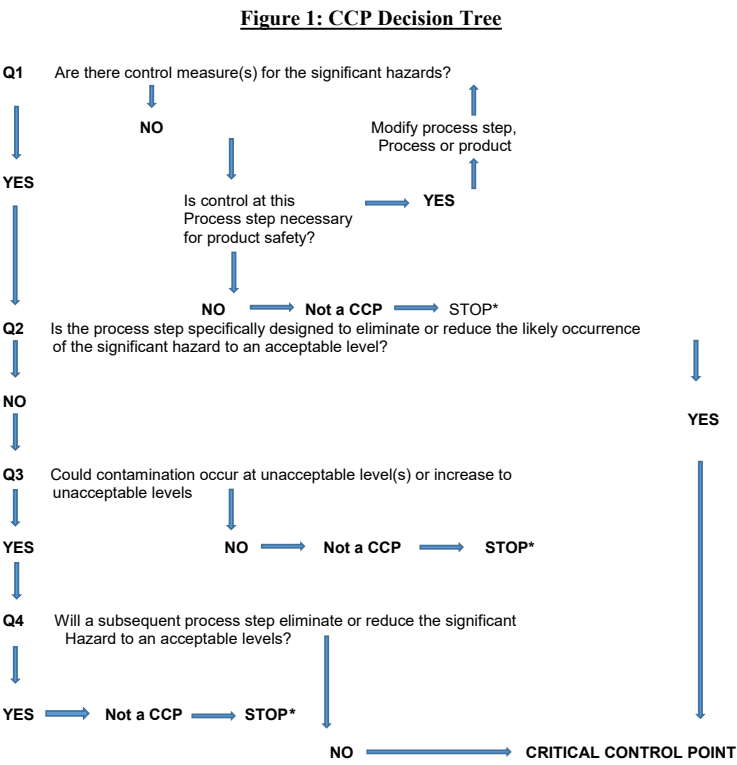 Figure 1: CCP Decision Tree
Q1 Are there control measure(s) for the significant hazards?
NO
Modify process step,
Process or product
YES
Is control at this
Process step necessary
for product safety?
YES
NO Not a CCP STOP*
Q2 Is the process step specifically designed to eliminate or reduce the likely occurrence
of the significant hazard to an acceptable level?
NO
YES
Q3 Could contamination occur at unacceptable level(s) or increase to
unacceptable levels
YES NO Not a CCP STOP*
Q4 Will a subsequent process step eliminate or reduce the significant
Hazard to an acceptable levels?
YES Not a CCP STOP*
NO CRITICAL CONTROL POINT